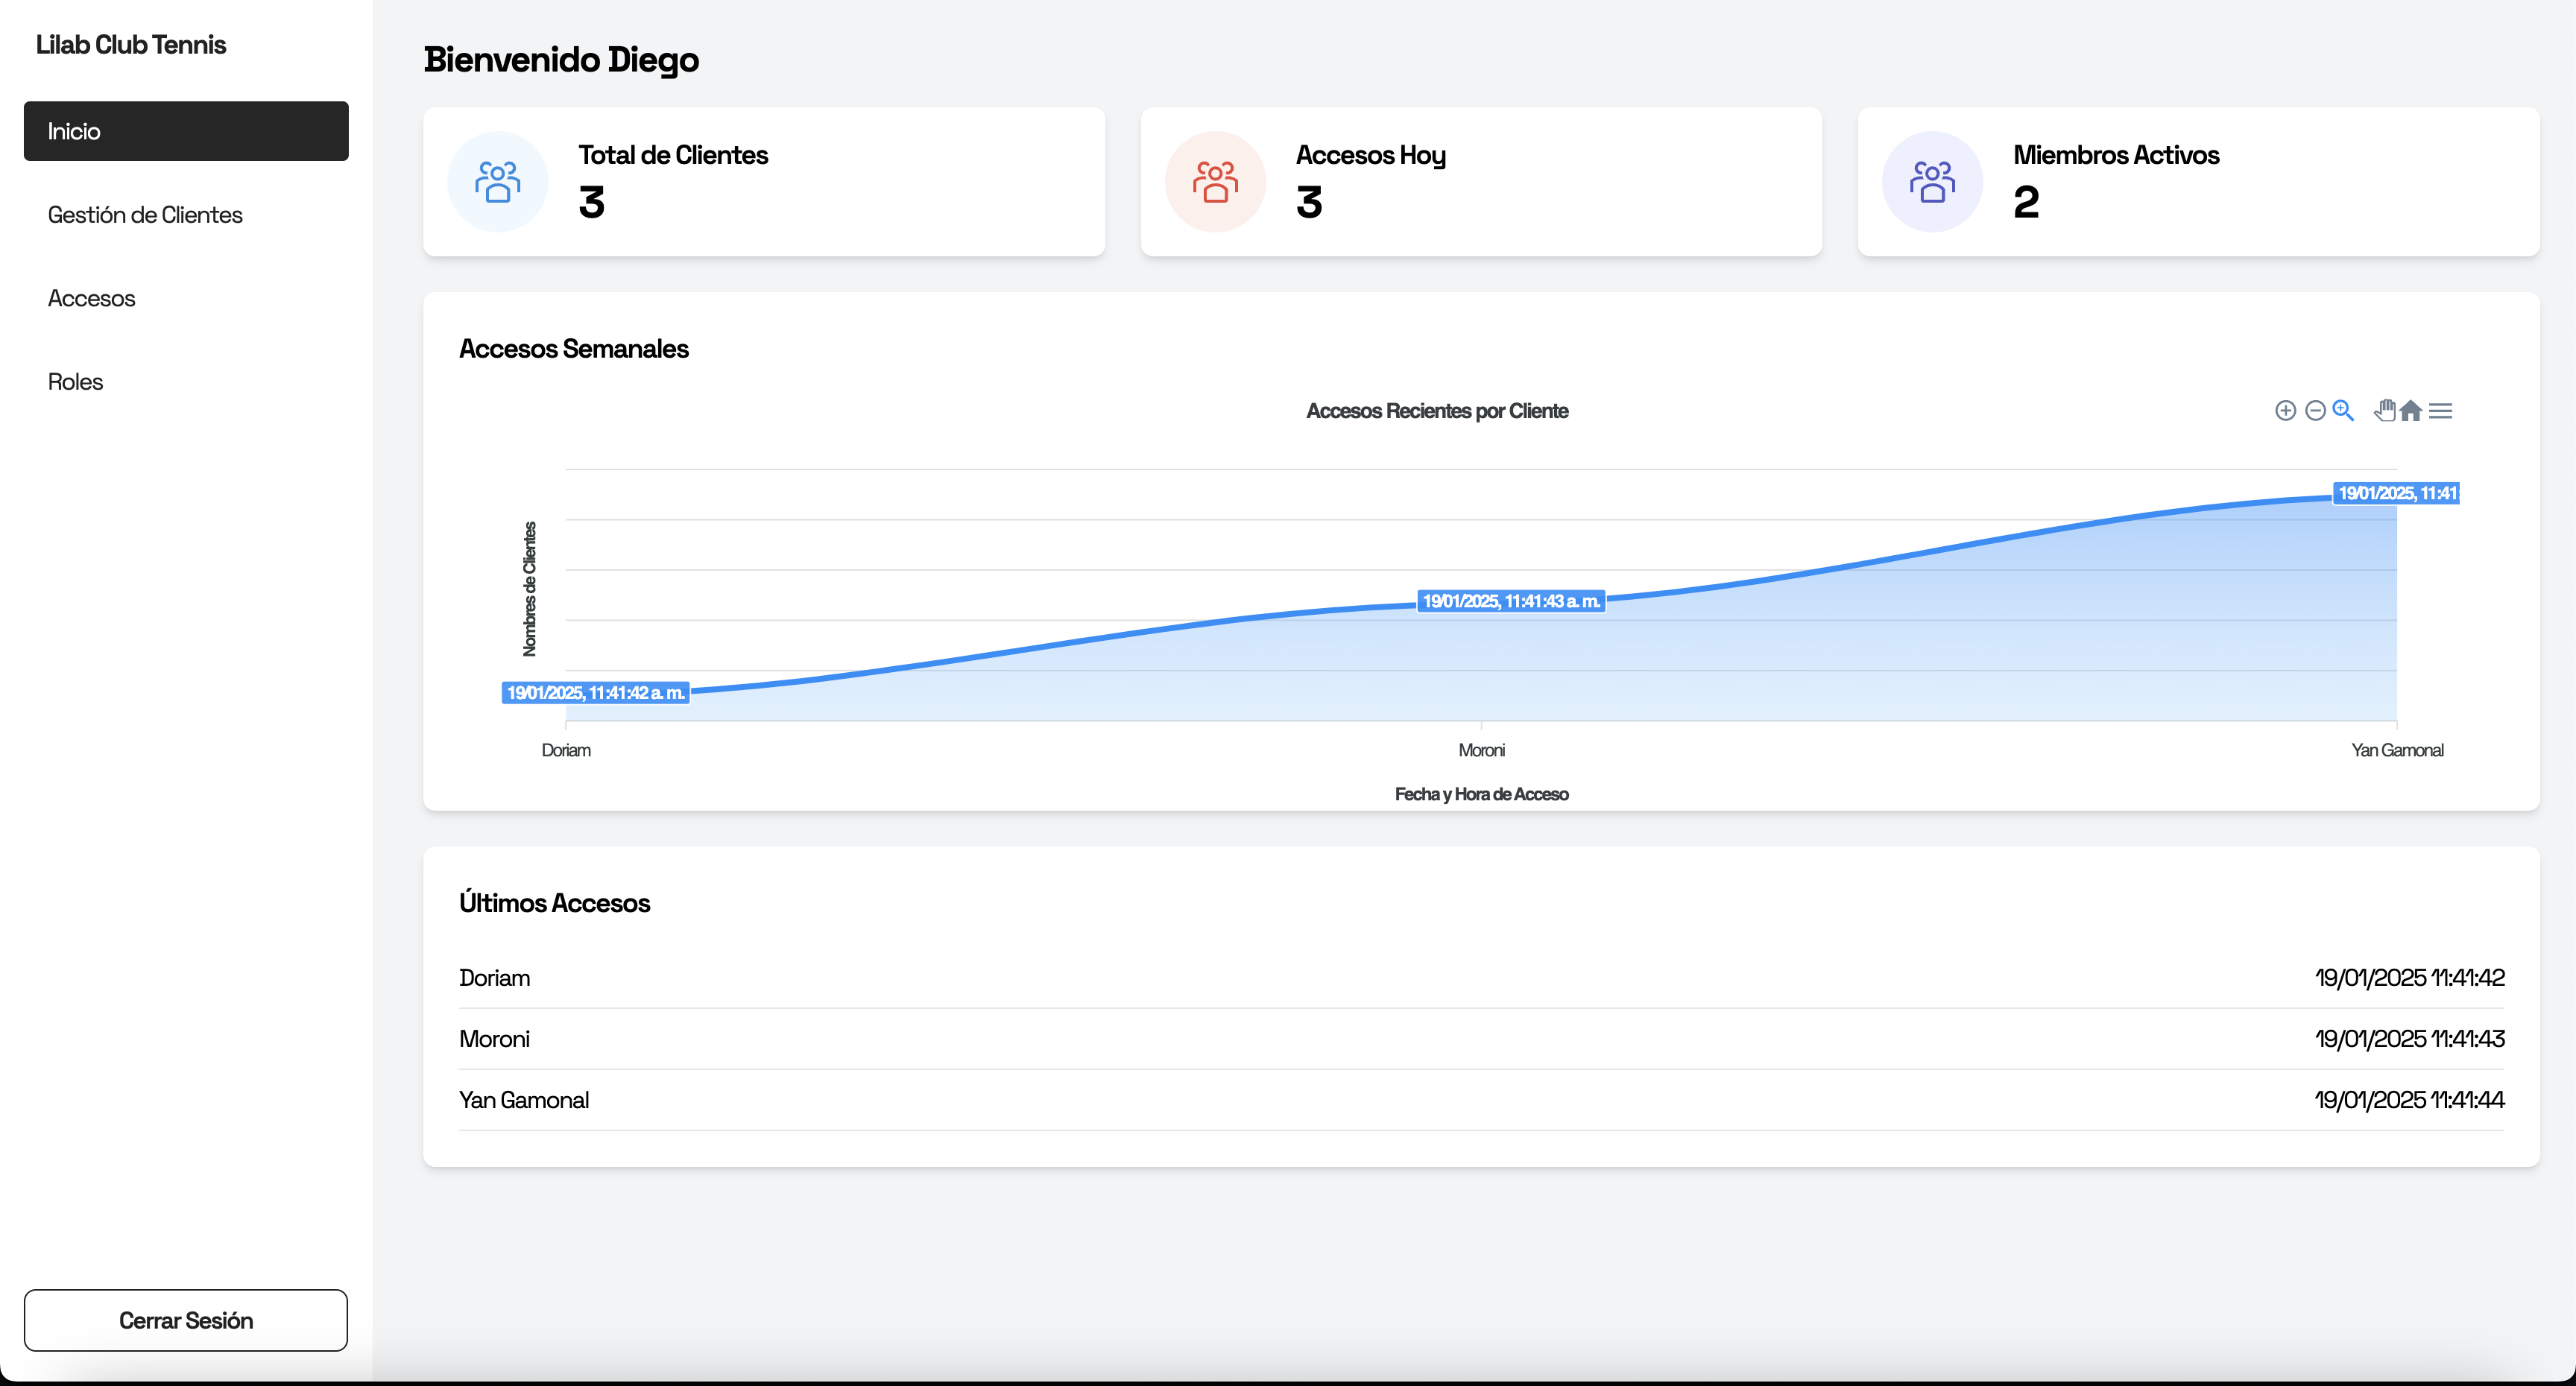 Lilab Club Tennis
Inicio
Gestión de Clientes
Accesos
Roles
Cerrar Sesión
Bienvenido Diego
Total de Clientes
3
Accesos Hoy
3
Miembros Activos
2
Accesos Semanales
Accesos Recientes por Cliente
Nombres de Clientes
19/01/2025, 11:41:42 a. m.
19/01/2025, 11:41:43 a. m.
19/01/2025, 11:41:
Doriam
Moroni
Yan Gamonal
Fecha y Hora de Acceso
Últimos Accesos
Doriam 19/01/2025 11:41:42
Moroni 19/01/2025 11:41:43
Yan Gamonal 19/01/2025 11:41:44